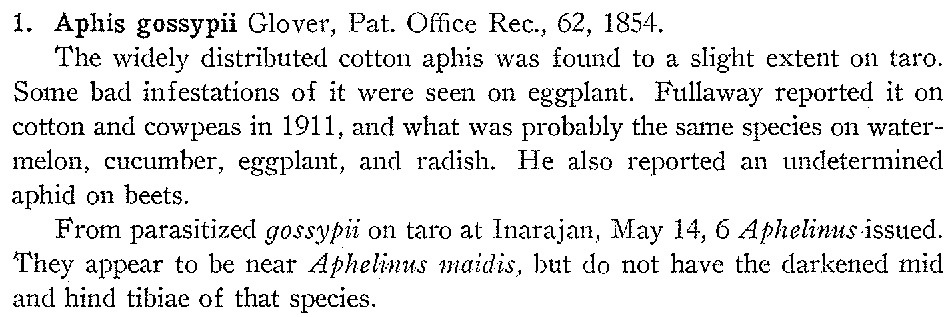 1. Aphis gossypii Glover, Pat. Office Rec., 62, 1854.
The widely distributed cotton aphis was found to a slight extent on taro.
Some bad infestations of it were seen on eggplant. Fullaway reported it on
cotton and cowpeas in 1911, and what was probably the same species on water-
melon, cucumber, eggplant, and radish. He also reported an undetermined
aphid on beets.
From parasitized gossypii on taro at Inarajan, May 14, 6 Aphelinus issued.
They appear to be near Aphelinus maidis, but do not have the darkened mid
and hind tibiae of that species.